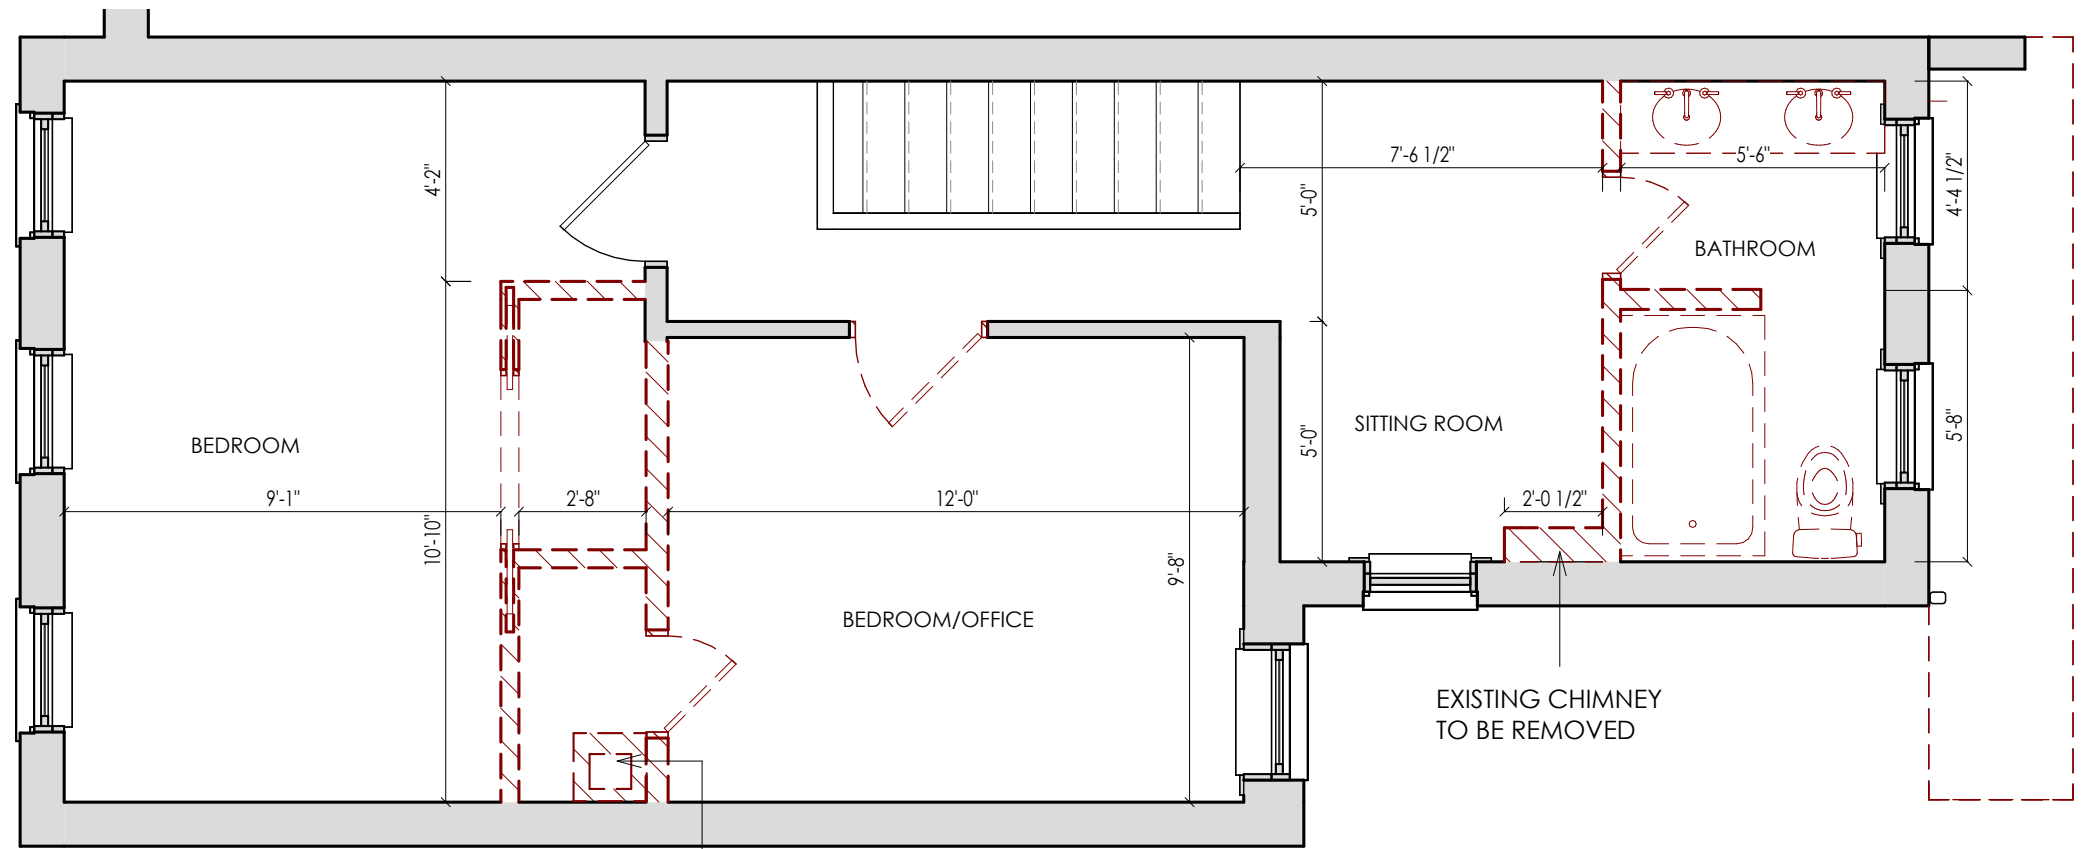 7'-6 1/2"
5'-6"
4'-2"
5'-0"
4'-4 1/2"
BATHROOM
SITTING ROOM
BEDROOM
5'-0"
5'-8"
9'-1"
2'-8"
12'-0"
2'-0 1/2"
10'-10"
9'-8"
BEDROOM/OFFICE
EXISTING CHIMNEY
TO BE REMOVED